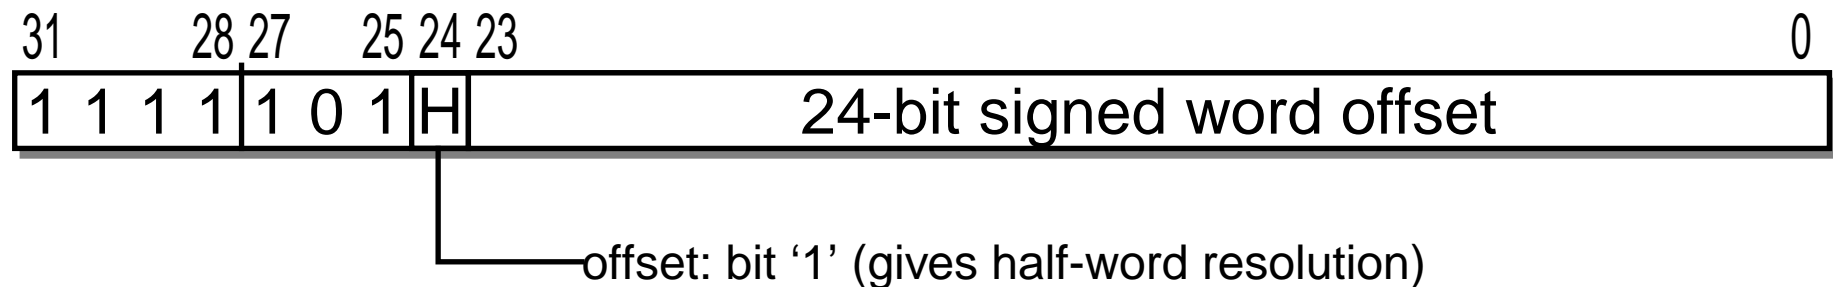 31 28 27 25 24 23 0
1 1 1 1 1 0 1 H 24-bit signed word offset
offset: bit ‘1’ (gives half-word resolution)